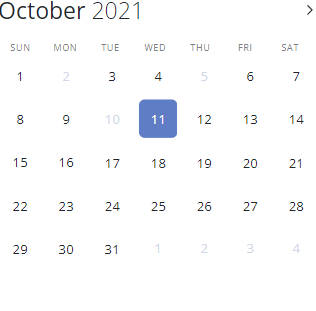 October 2021
SUN MON TUE WED THU FRI SAT
1 2 3 4 5 6 7
8 9 10 11 12 13 14
15 16 17 18 19 20 21
22 23 24 25 26 27 28
29 30 31 1 2 3 4